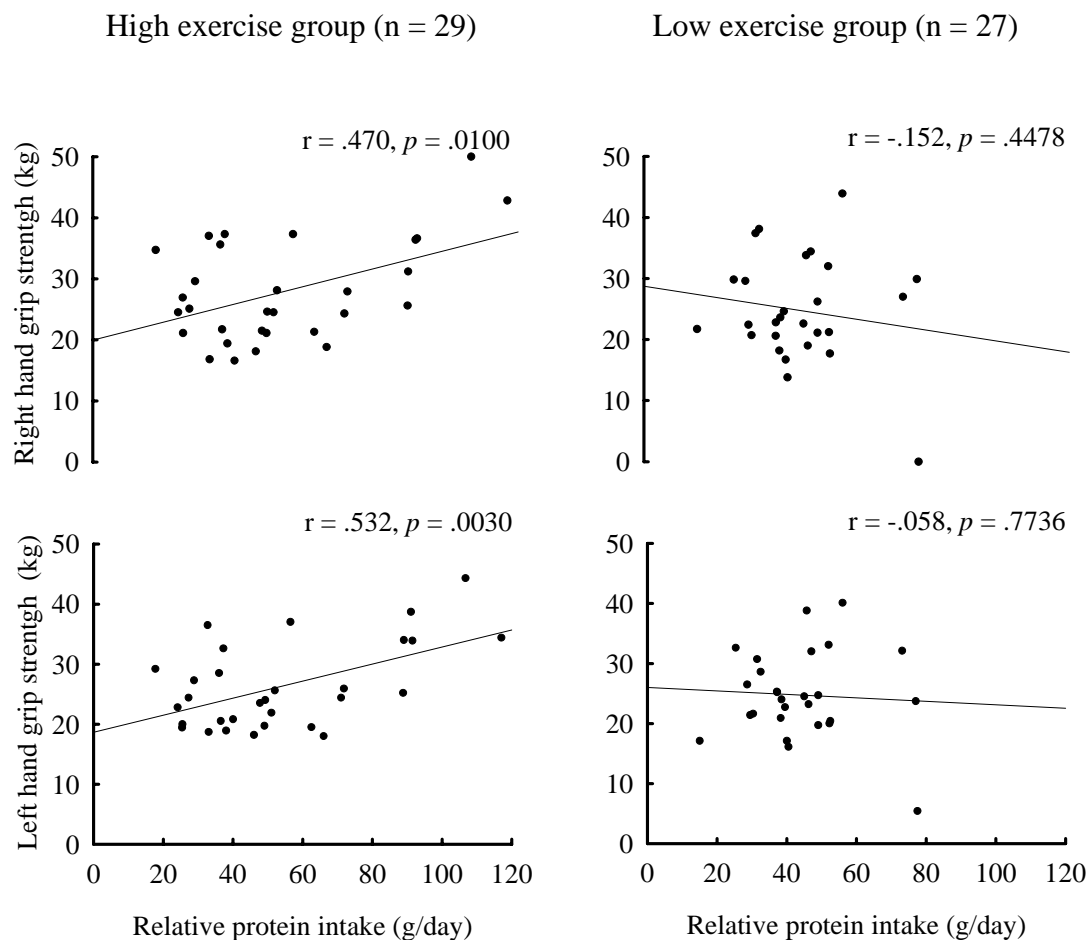 High exercise group (n = 29)
Low exercise group (n = 27)
r = .470, p = .0100
r = -.152, p = .4478
Right hand grip strentgh (kg)
50
40
30
20
10
0
50
40
30
20
10
0
r = .532, p = .0030
r = -.058, p = .7736
Left hand grip strentgh (kg)
50
40
30
20
10
0
50
40
30
20
10
0
0 20 40 60 80 100 120
0 20 40 60 80 100 120
Relative protein intake (g/day)
Relative protein intake (g/day)